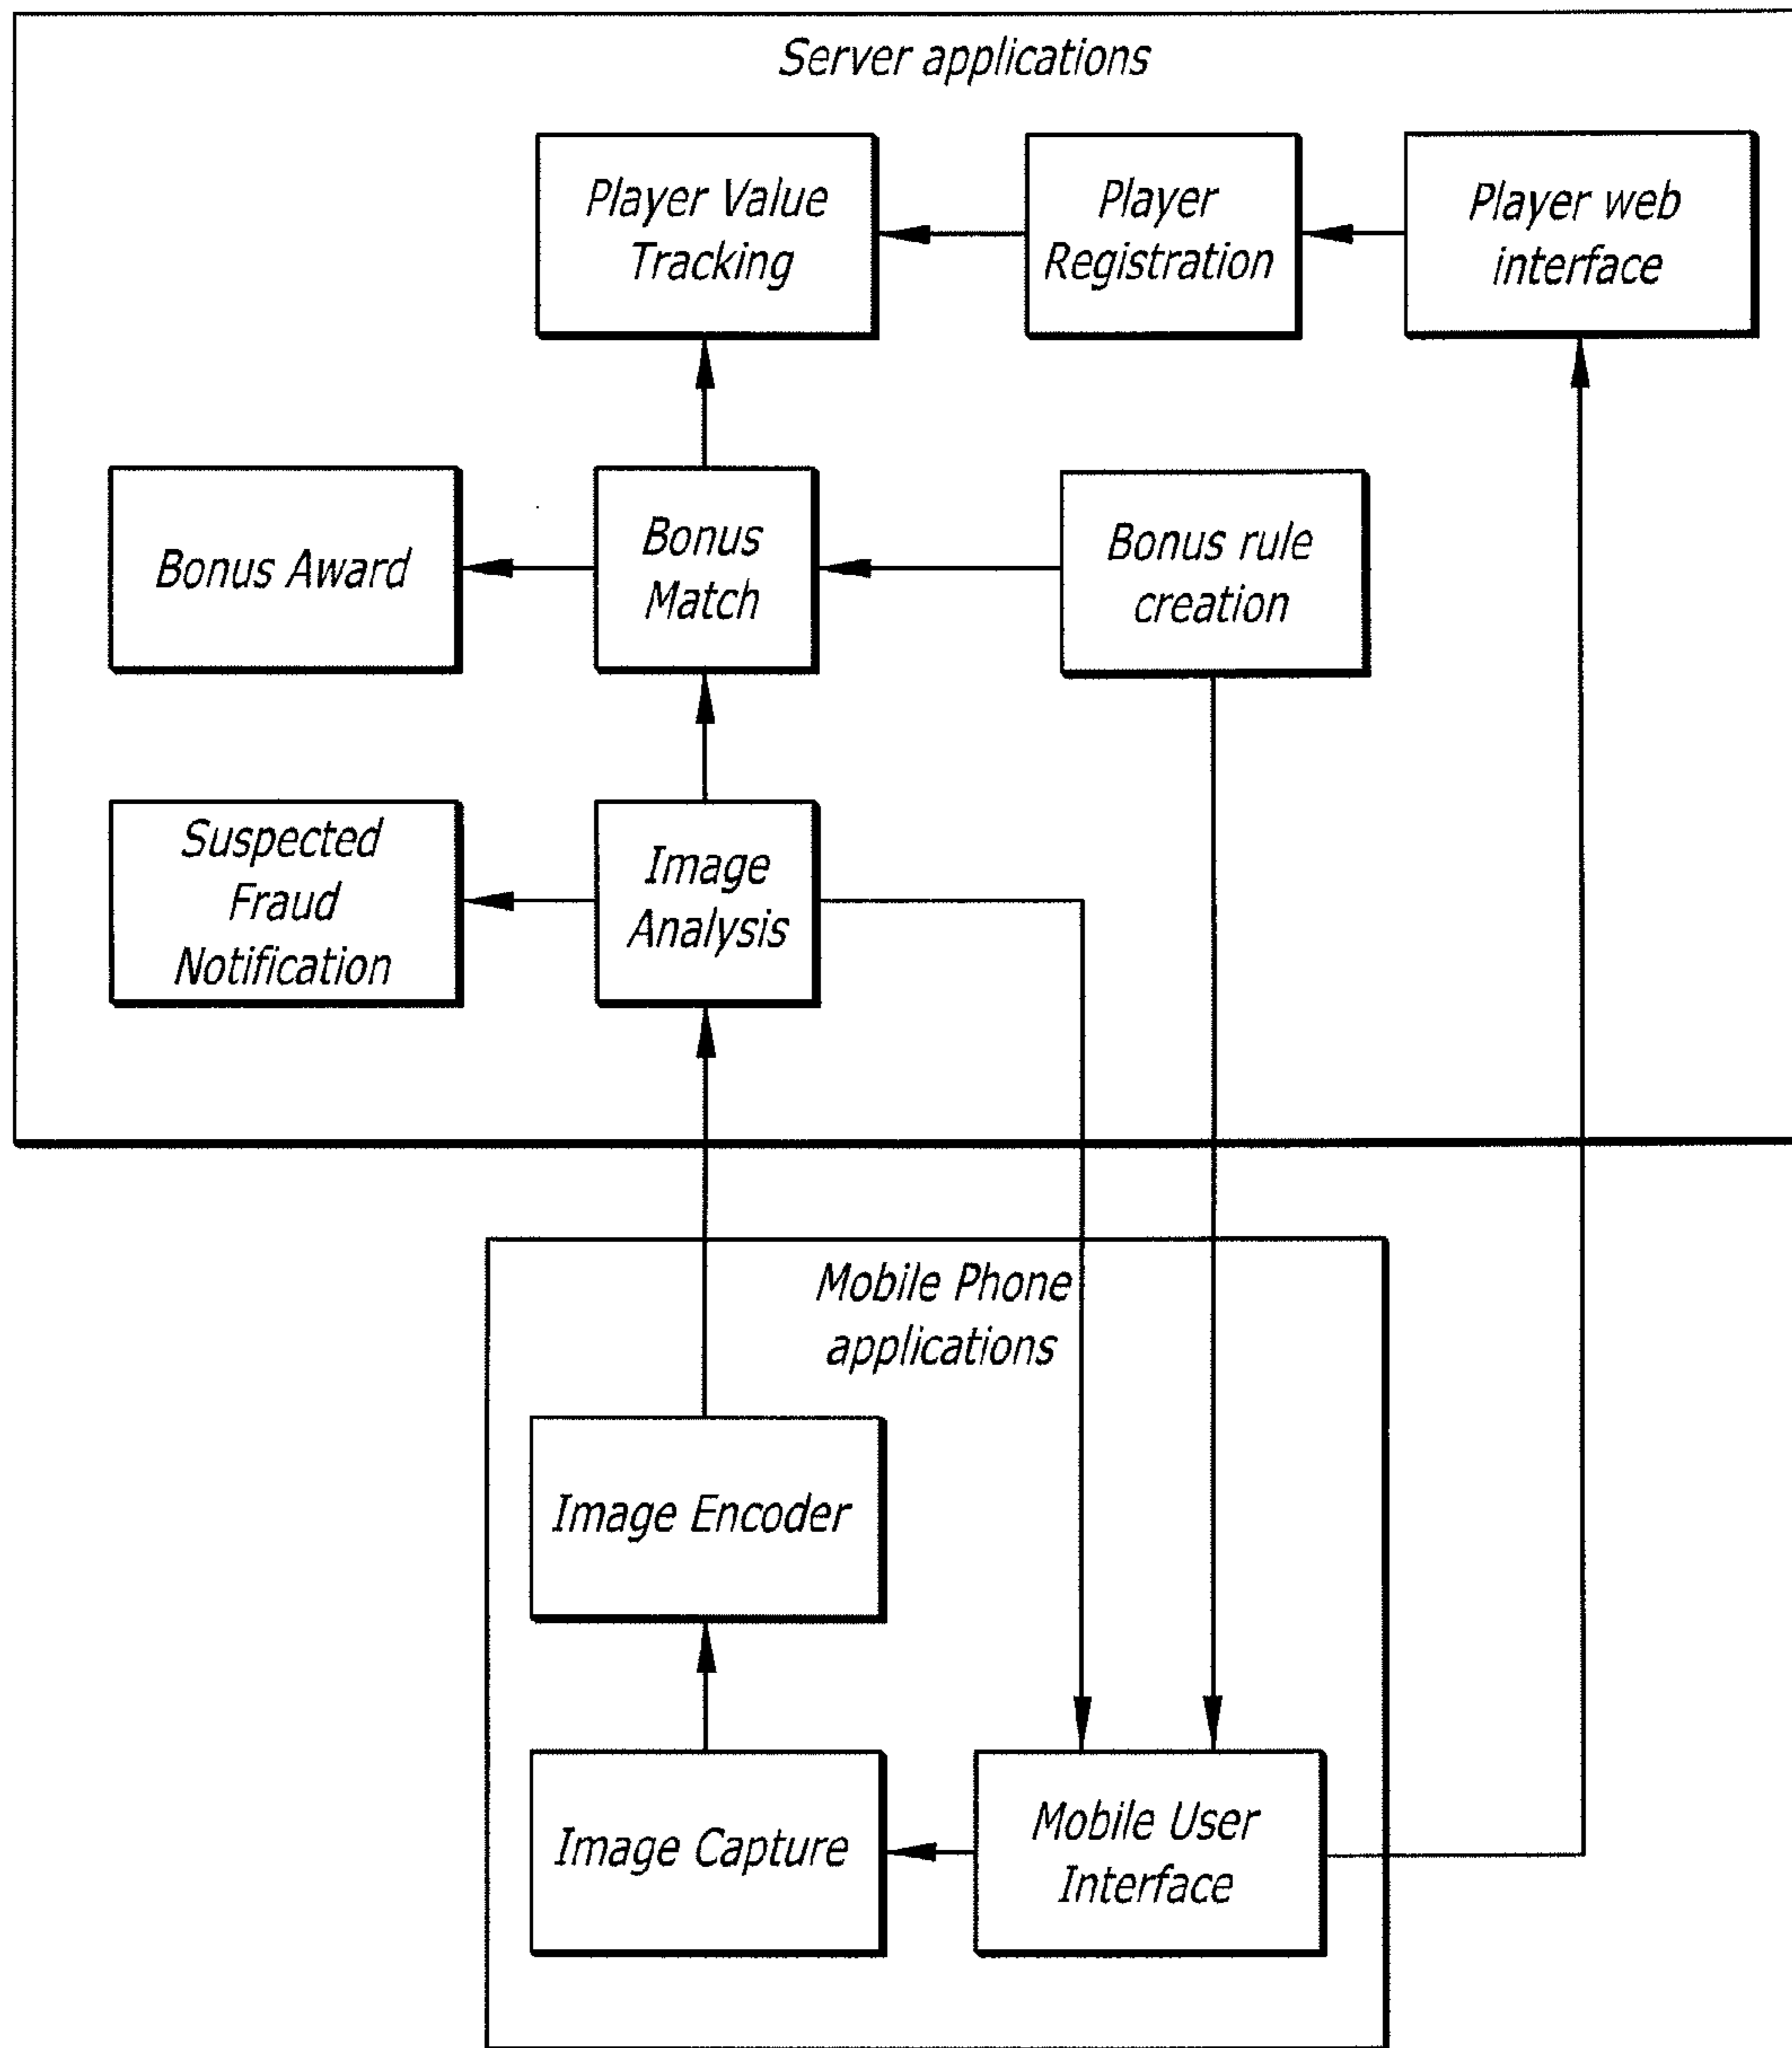 Server applications
Player Value
Tracking
Player
Registration
Player web
interface
Bonus Award
Bonus
Match
Bonus rule
creation
Suspected
Fraud
Notification
Image
Analysis
Mobile Phone
applications
Image Encoder
Image Capture
Mobile User
Interface